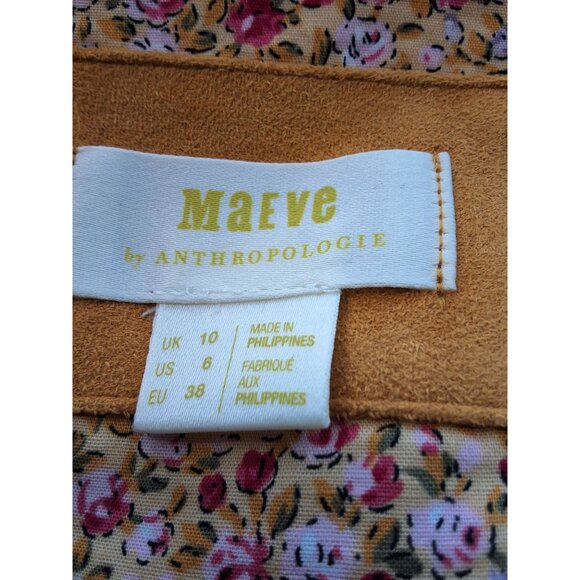 MaEve
by ANTHROPOLOGIE
UK 10
US 6
EU 38
MADE IN
PHILIPPINES
FABRIQUÉ
AUX
PHILIPPINES